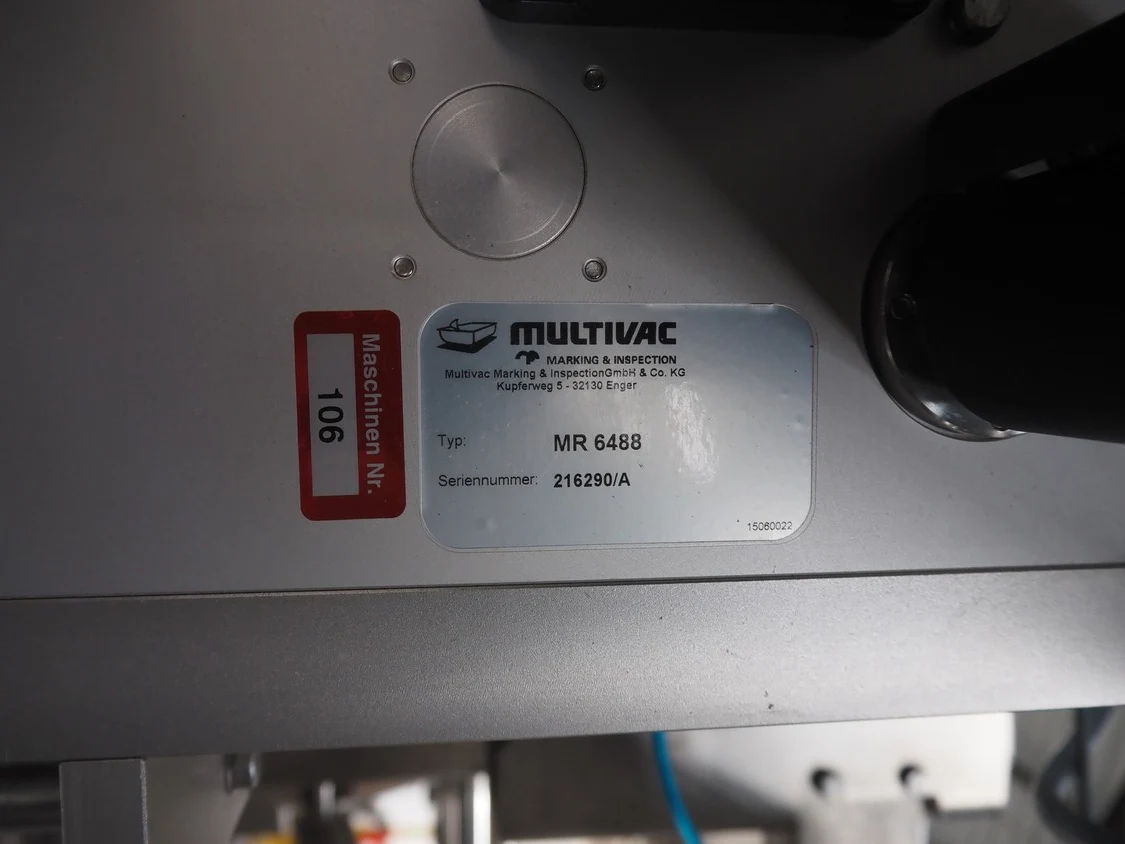 Maschinen Nr.
106
MULTIVAC
MARKING & INSPECTION
Multivac Marking & InspectionGmbH & Co. KG
Kupferweg 5 - 32130 Enger
Typ: MR 6488
Seriennummer: 216290/A
15060022